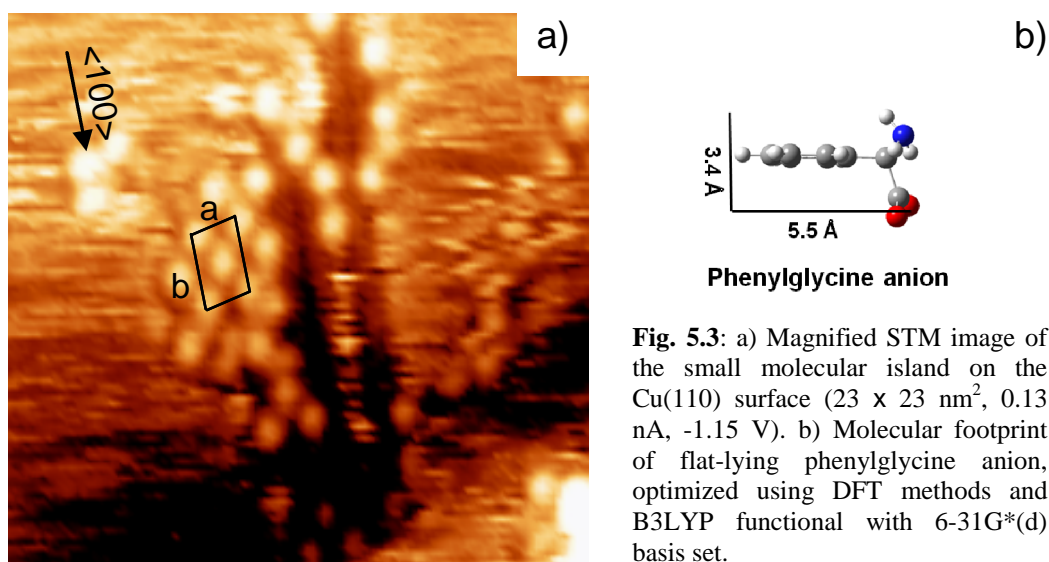 a)
<100>
a
b
b)
3.4 Å
5.5 Å
Phenylglycine anion
Fig. 5.3: a) Magnified STM image of
the small molecular island on the
Cu(110) surface (23 x 23 nm², 0.13
nA, -1.15 V). b) Molecular footprint
of flat-lying phenylglycine anion,
optimized using DFT methods and
B3LYP functional with 6-31G*(d)
basis set.